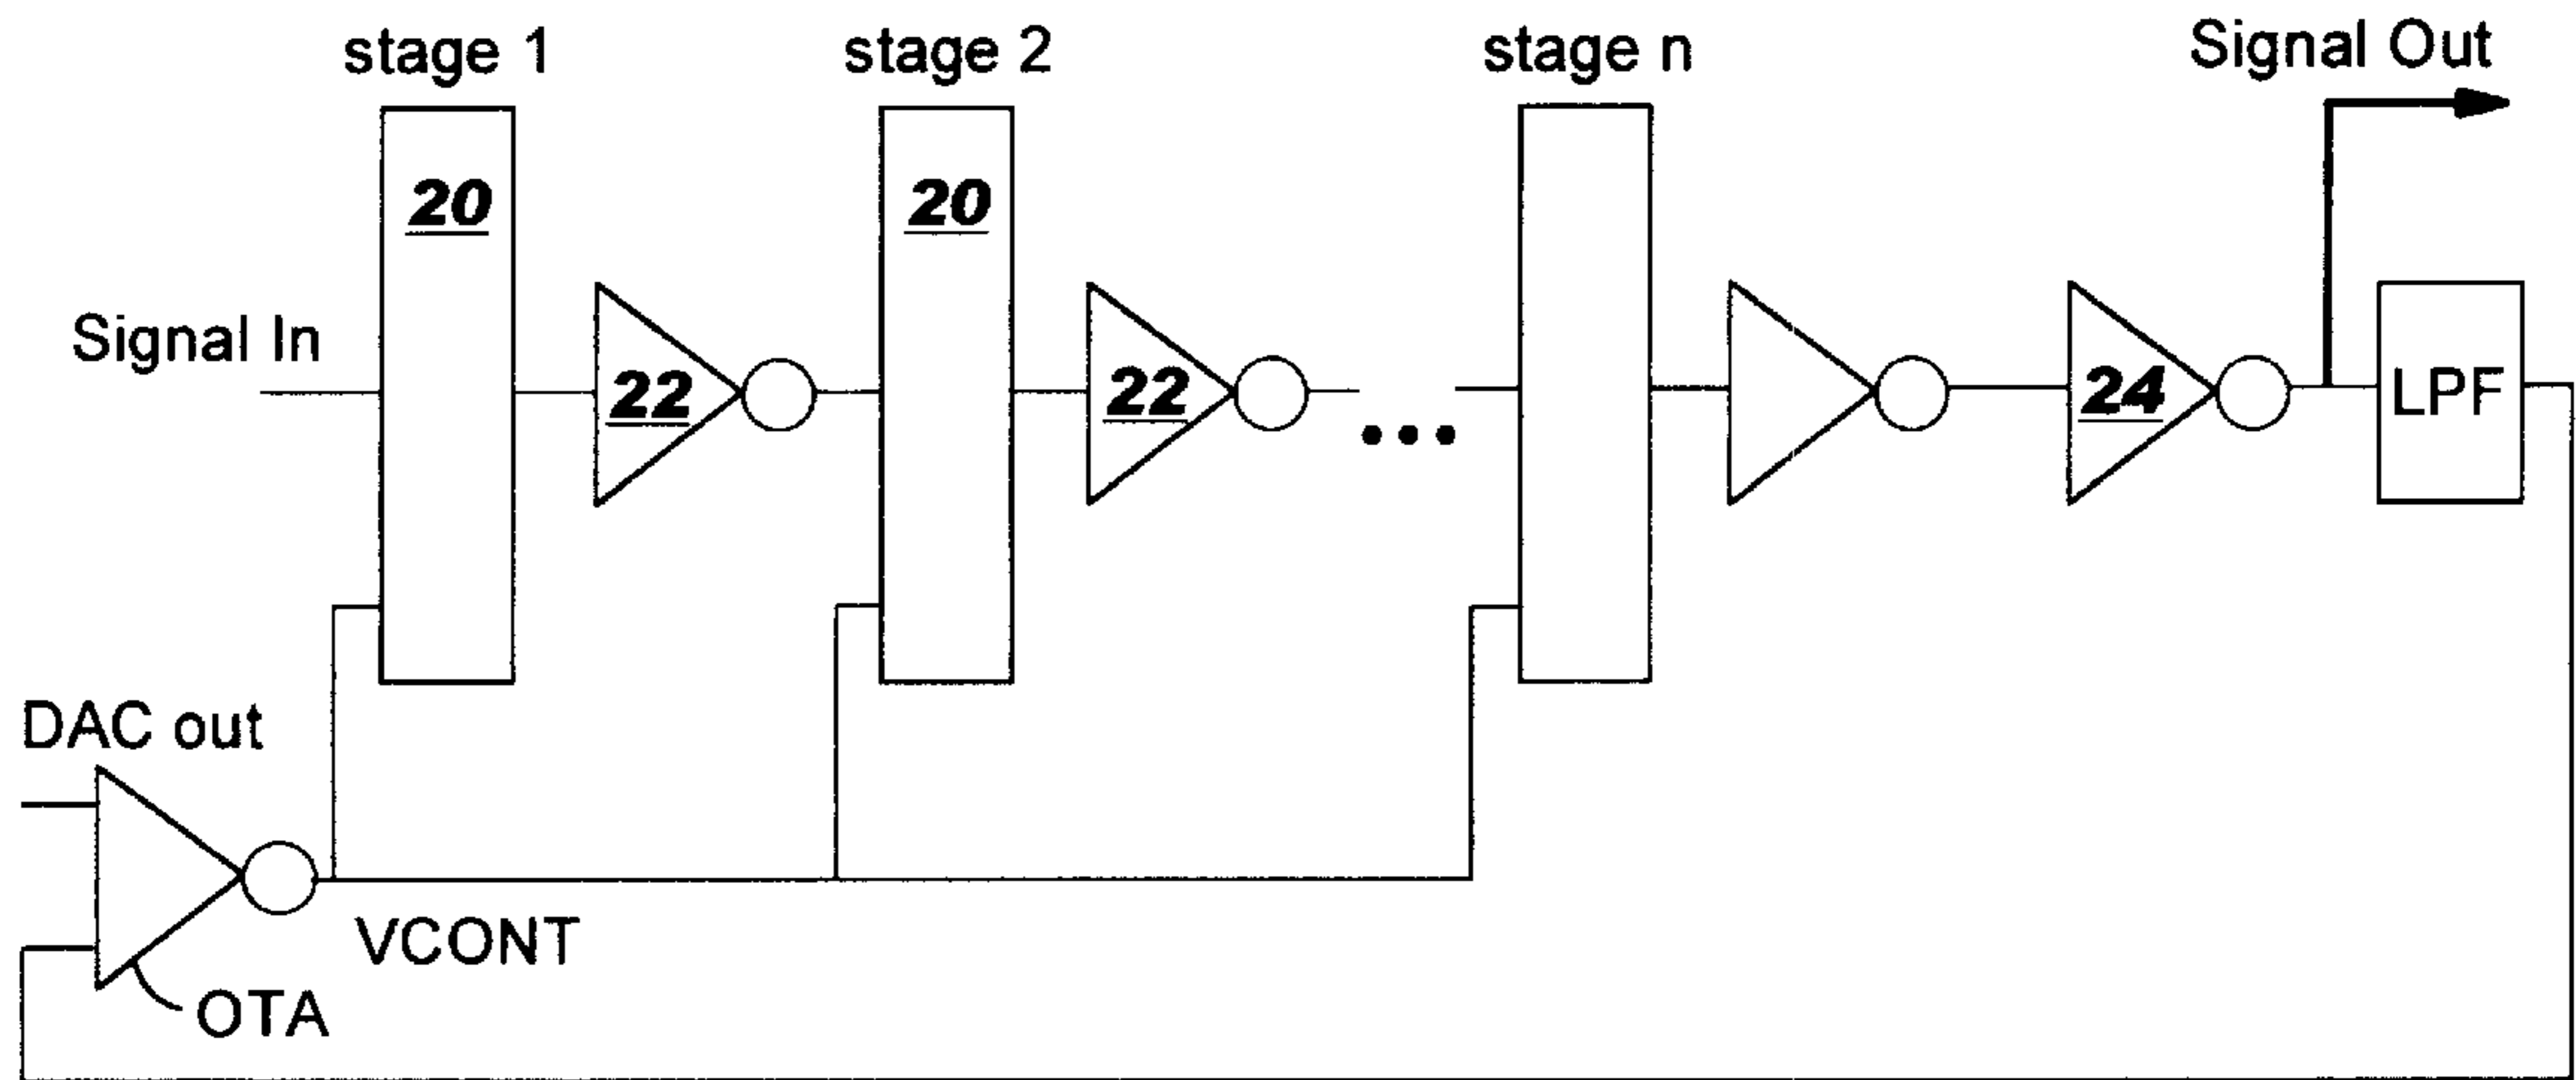 stage 1
stage 2
stage n
Signal Out
20
20
Signal In
22
22
24
LPF
DAC out
VCONT
OTA